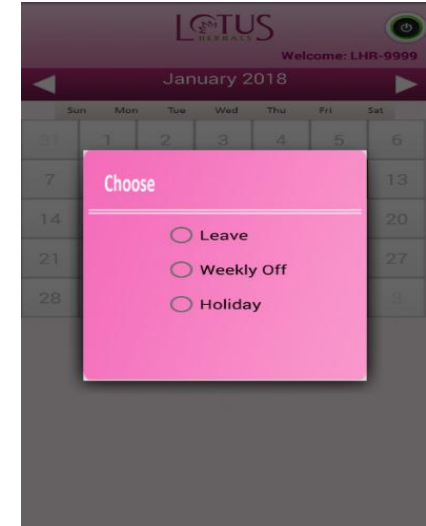 LOTUS
HERBALS
Welcome: LHR-9999
January 2018
Sun Mon Tue Wed Thu Fri Sat
31 1 2 3 4 5 6
7 13
Choose
14 20
Leave
21 Weekly Off 27
28 Holiday 3